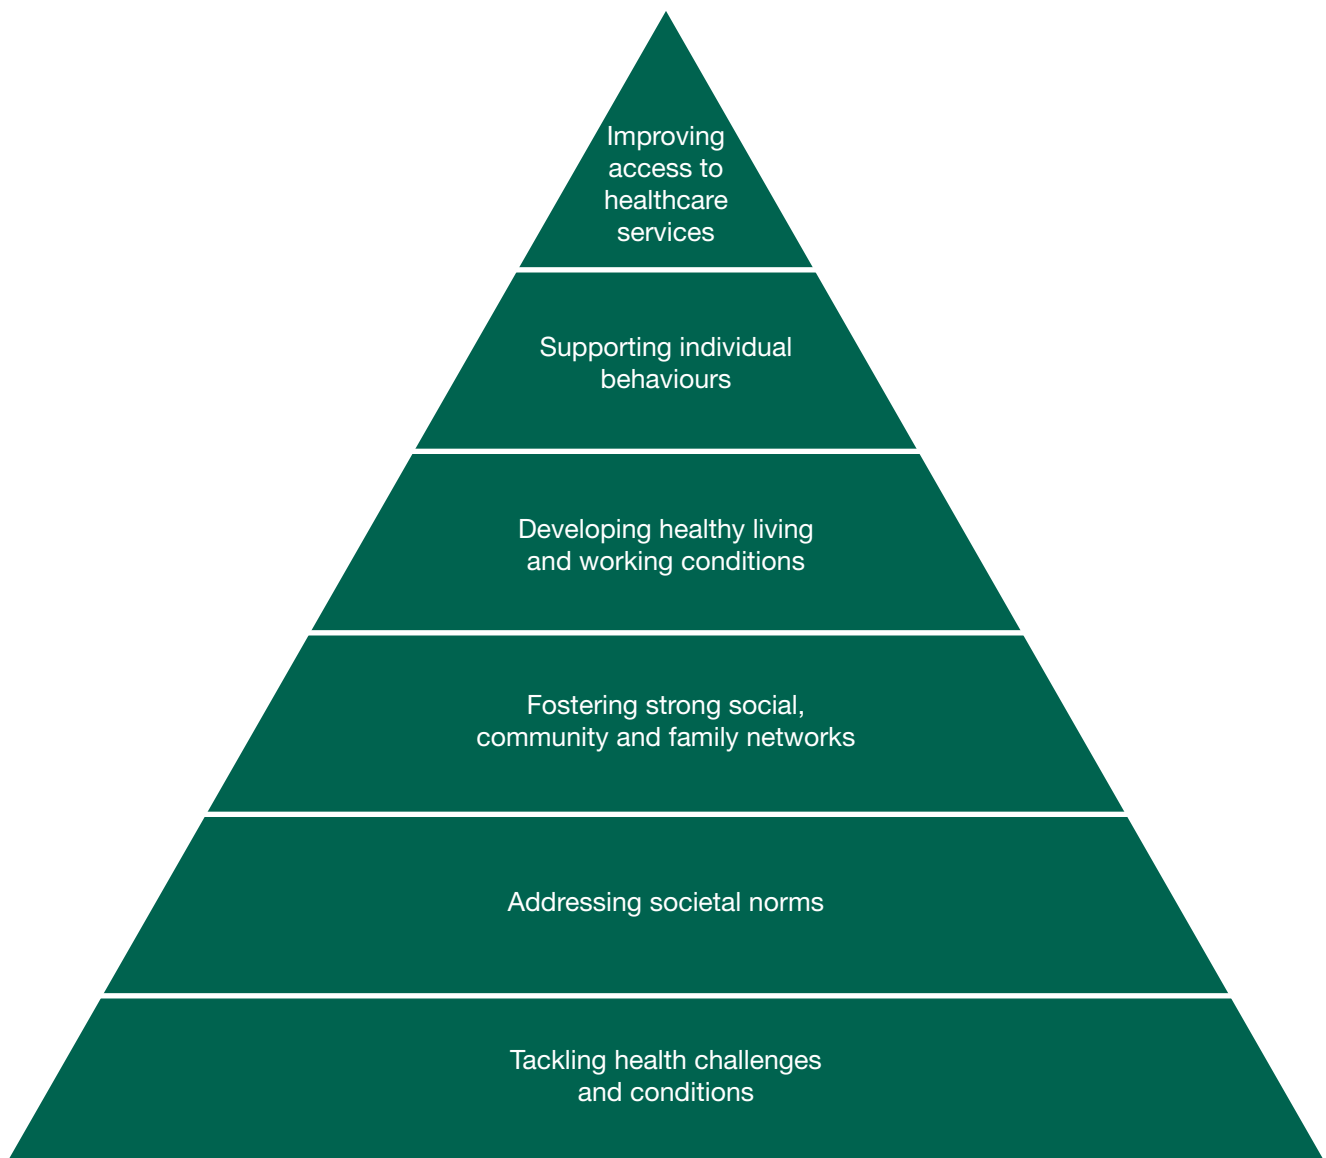 Improving
access to
healthcare
services
Supporting individual
behaviours
Developing healthy living
and working conditions
Fostering strong social,
community and family networks
Addressing societal norms
Tackling health challenges
and conditions